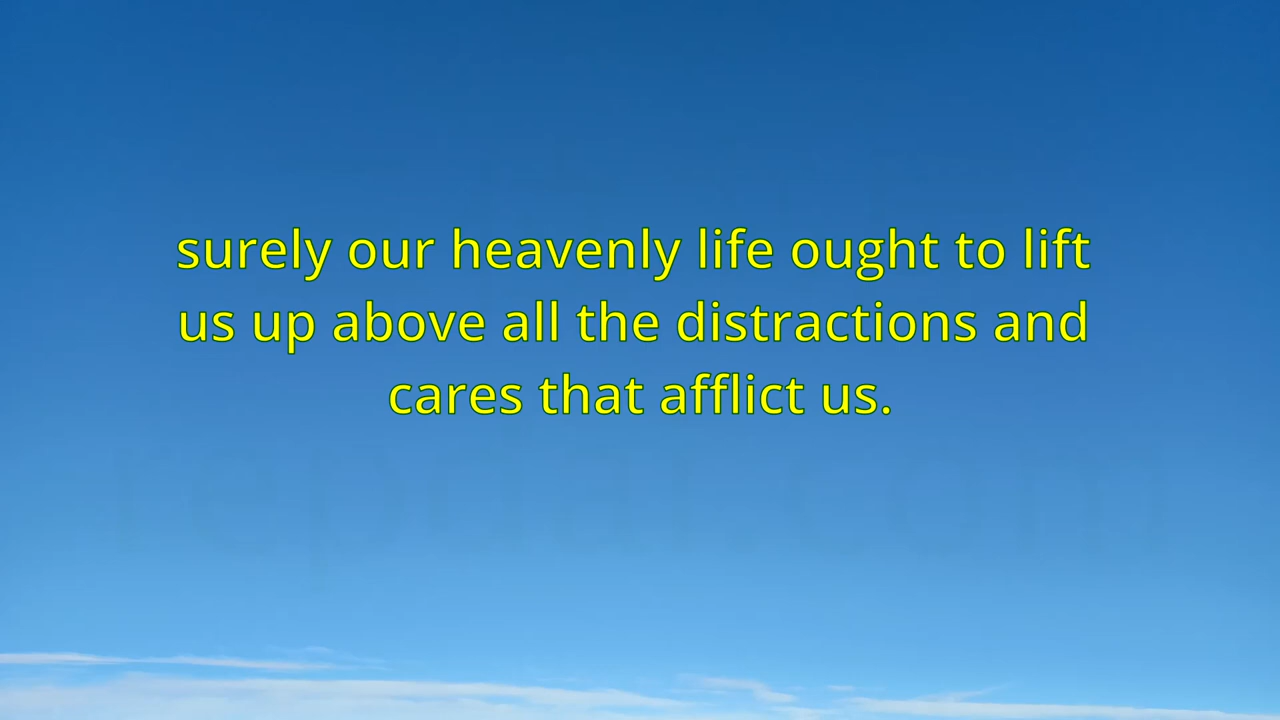 surely our heavenly life ought to lift
us up above all the distractions and
cares that afflict us.